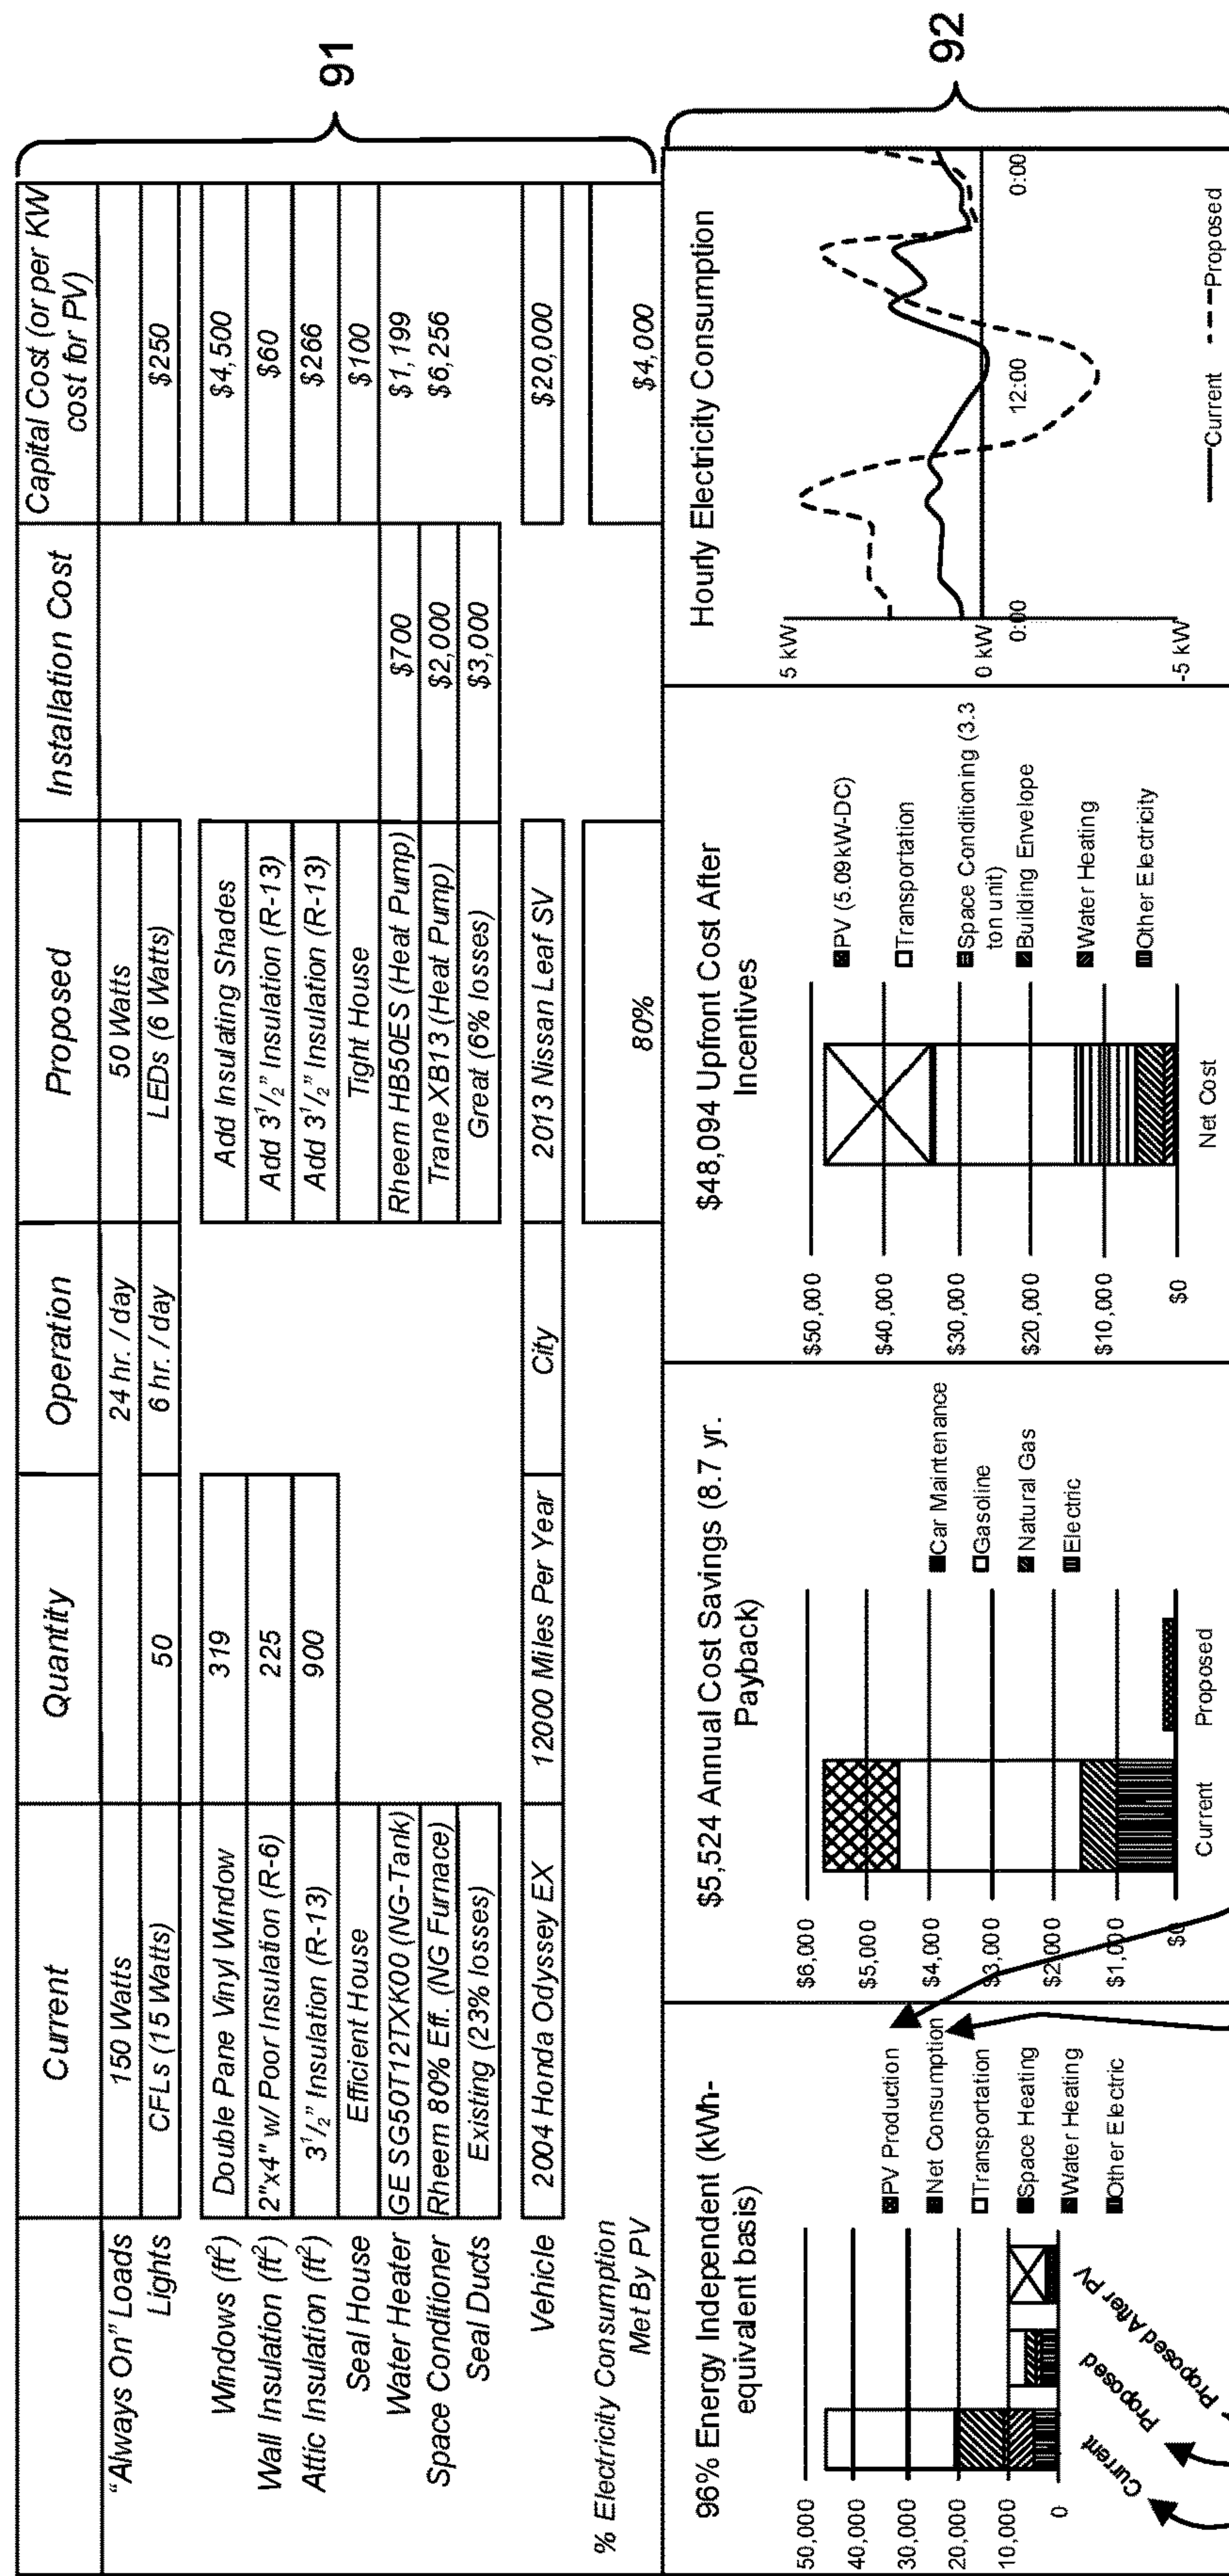 Current Quantity Operation Proposed Installation Cost Capital Cost (or per KW
cost for PV)
"Always On" Loads 150 Watts 24 hr. / day 50 Watts
Lights CFLs (15 Watts) 50 6 hr. / day LEDs (6 Watts) $250
Windows (ft²) Double Pane Vinyl Window 319 Add Insulating Shades $4,500
Wall Insulation (ft²) 2"x4" w/ Poor Insulation (R-6) 225 Add 3¹/₂" Insulation (R-13) $60
Attic Insulation (ft²) 3¹/₂" Insulation (R-13) 900 Add 3¹/₂" Insulation (R-13) $266
Seal House Efficient House Tight House $100
Water Heater GE SG50T12TXK00 (NG-Tank) Rheem HB50ES (Heat Pump) $700 $1,199
Space Conditioner Rheem 80% Eff. (NG Furnace) Trane XB13 (Heat Pump) $2,000 $6,256
Seal Ducts Existing (23% losses) Great (6% losses) $3,000
Vehicle 2004 Honda Odyssey EX 12000 Miles Per Year City 2013 Nissan Leaf SV $20,000
% Electricity Consumption
Met By PV 80% $4,000
91
96% Energy Independent (kWh-
equivalent basis)
50,000
40,000
30,000
20,000
10,000
0
Current
Proposed
Proposed After PV
PV Production
Net Consumption
Transportation
Space Heating
Water Heating
Other Electric
$5,524 Annual Cost Savings (8.7 yr.
Payback)
$6,000
$5,000
$4,000
$3,000
$2,000
$1,000
$0
Current Proposed
Car Maintenance
Gasoline
Natural Gas
Electric
$48,094 Upfront Cost After
Incentives
$50,000
$40,000
$30,000
$20,000
$10,000
$0
Net Cost
PV (5.09kW-DC)
Transportation
Space Conditioning (3.3
ton unit)
Building Envelope
Water Heating
Other Electricity
Hourly Electricity Consumption
5 kW
0 kW
-5 kW
0:00 12:00 0:00
Current Proposed
92